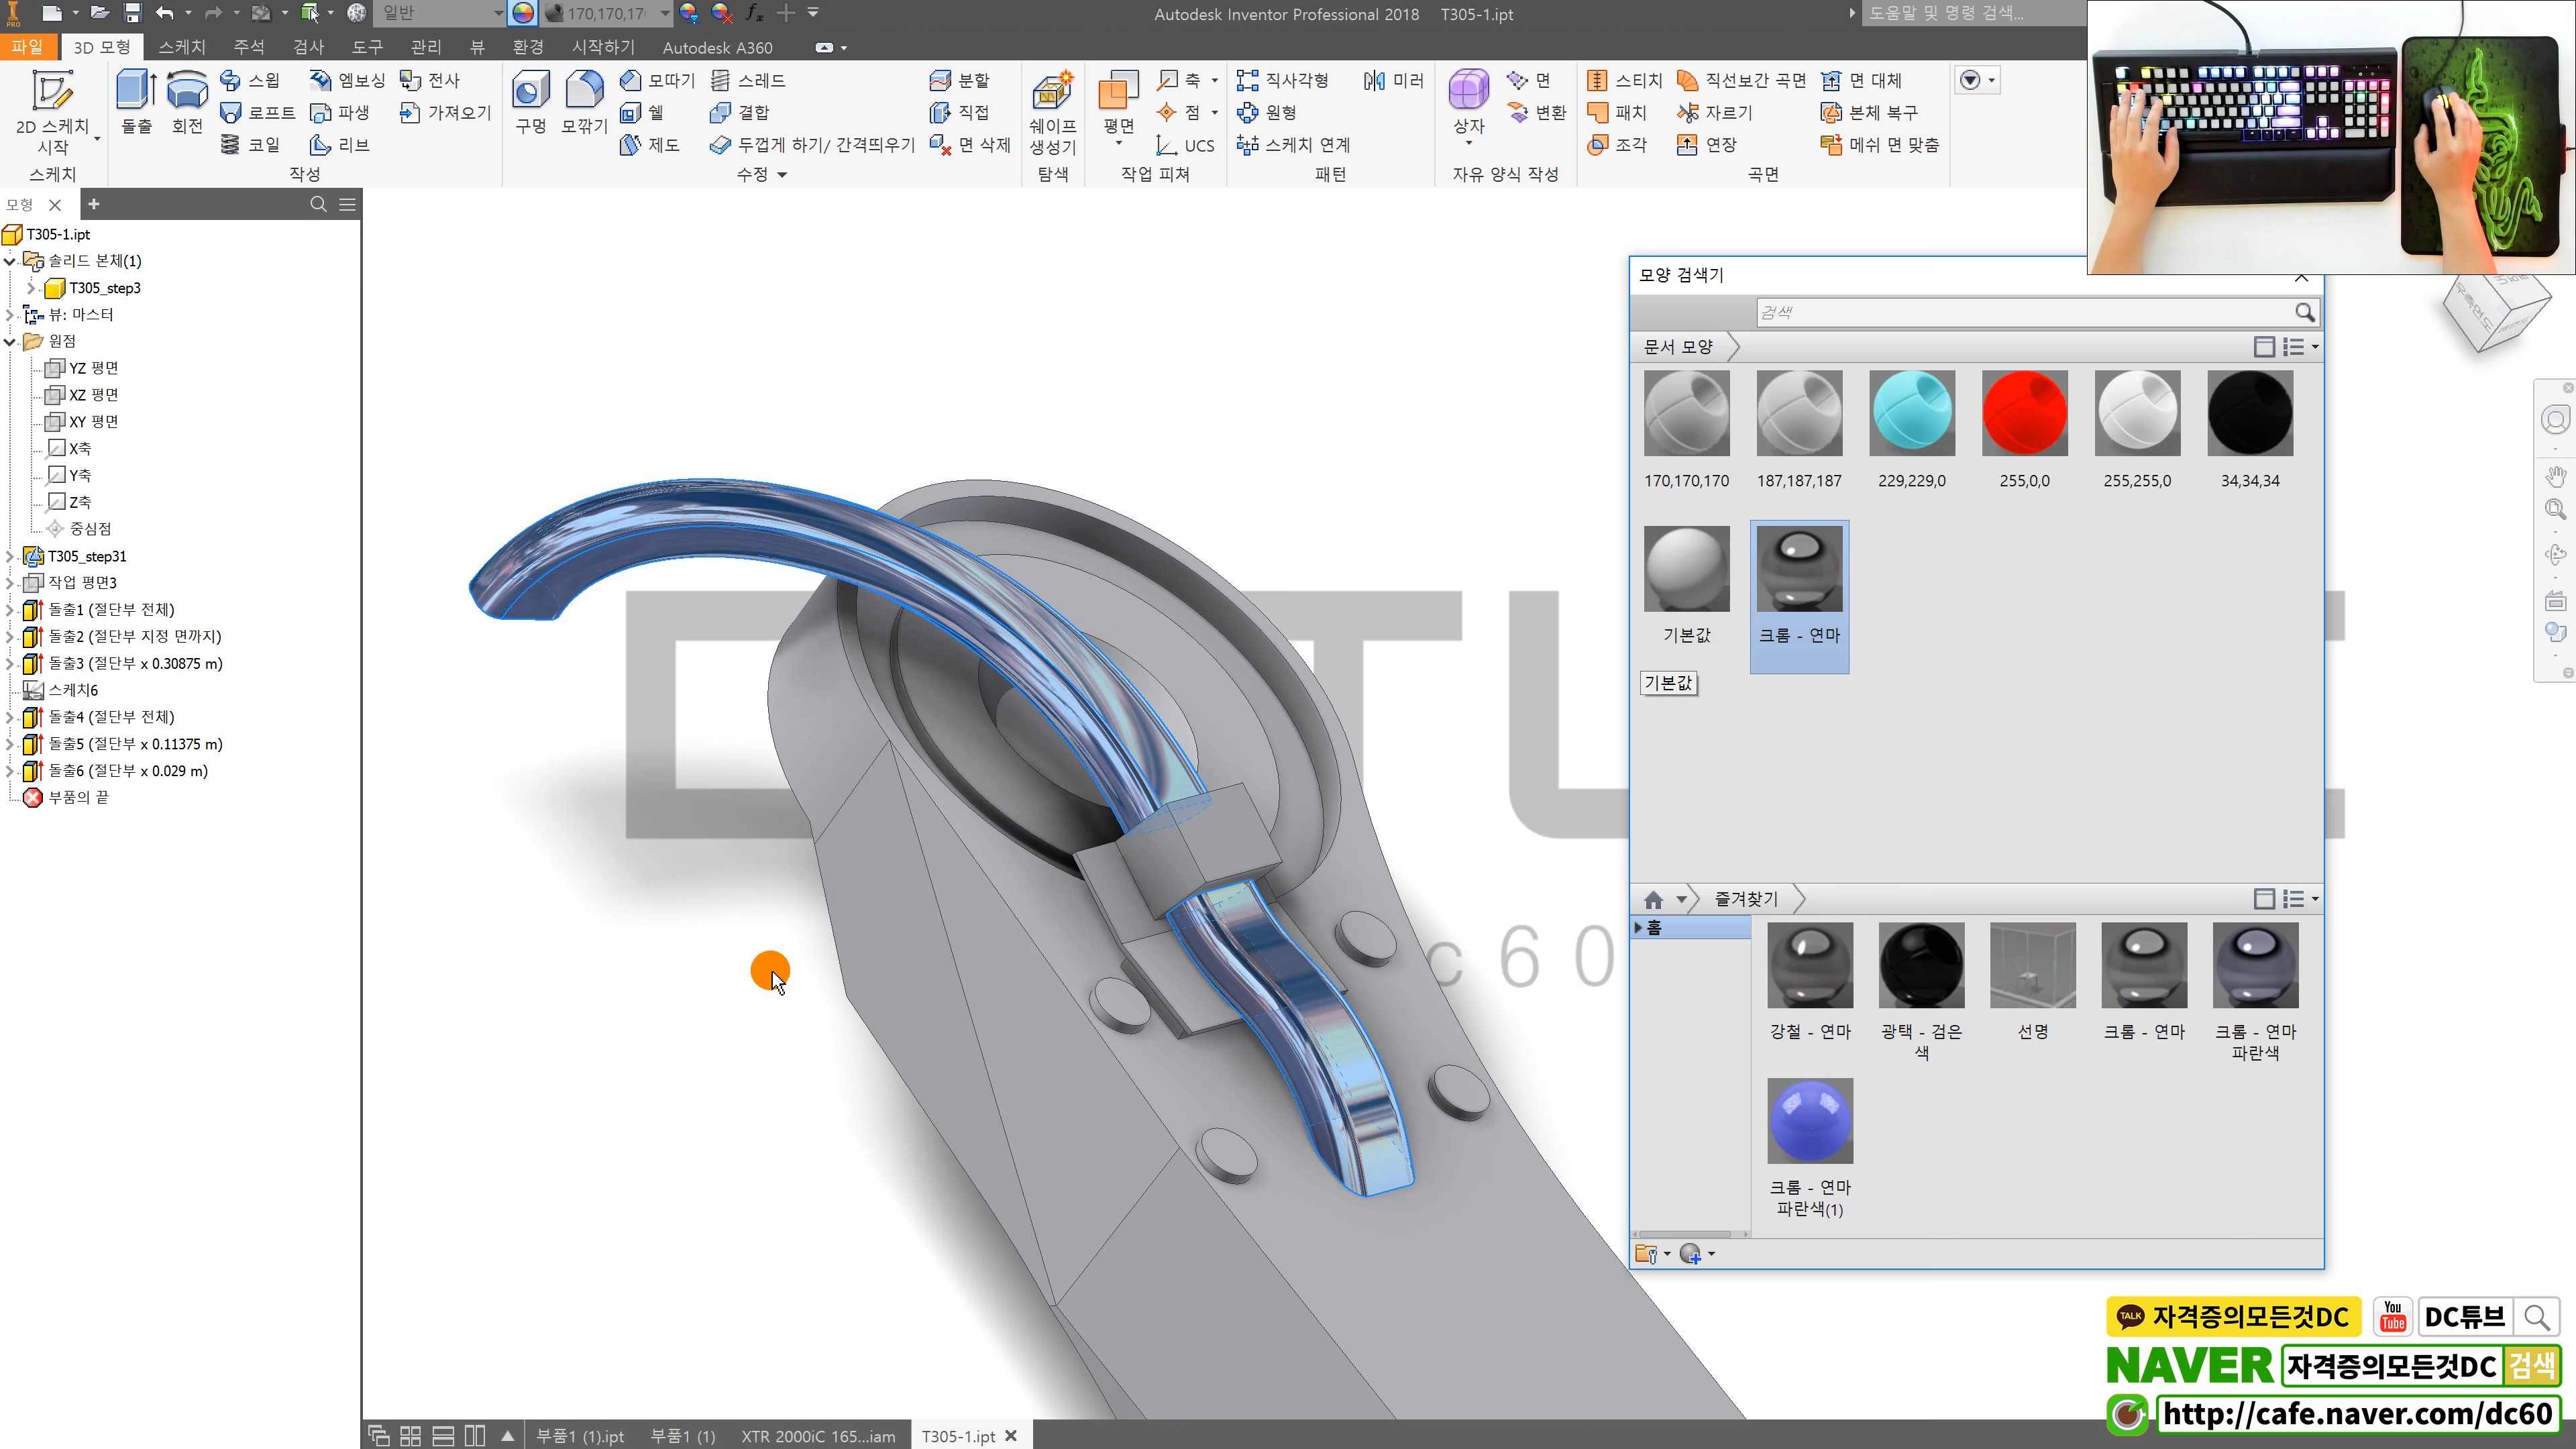 일반
170,170,17
Autodesk Inventor Professional 2018 T305-1.ipt
도움말 및 명령 검색...
PRO
파일 3D 모형 스케치 주석 검사 도구 관리 뷰 환경 시작하기 Autodesk A360
2D 스케치 시작
돌출 회전
스윕 엠보싱 전사
로프트 파생 가져오기
코일 리브
구멍 모깎기
모따기 스레드 분할
쉘 결합 직접
제도 두껍게 하기/ 간격띄우기 면 삭제
쉐이프 생성기
평면
축
점
UCS
직사각형 미러
원형
스케치 연계
상자
면
변환
스티치 직선보간 곡면 면 대체
패치 자르기 본체 복구
조각 연장 메쉬 면 맞춤
스케치 작성 수정 탐색 작업 피쳐 패턴 자유 양식 작성 곡면
모형
T305-1.ipt
솔리드 본체(1)
T305_step3
뷰: 마스터
원점
YZ 평면
XZ 평면
XY 평면
X축
Y축
Z축
중심점
T305_step31
작업 평면3
돌출1 (절단부 전체)
돌출2 (절단부 지정 면까지)
돌출3 (절단부 x 0.30875 m)
스케치6
돌출4 (절단부 전체)
돌출5 (절단부 x 0.11375 m)
돌출6 (절단부 x 0.029 m)
부품의 끝
c60
모양 검색기
검색
문서 모양
170,170,170 187,187,187 229,229,0 255,0,0 255,255,0 34,34,34
기본값 크롬 - 연마
기본값
즐겨찾기
홈
강철 - 연마 광택 - 검은색 선명 크롬 - 연마 크롬 - 연마 파란색
크롬 - 연마 파란색(1)
TALK 자격증의모든것DC You Tube DC튜브
NAVER 자격증의모든것DC 검색
http://cafe.naver.com/dc60
부품1 (1).ipt 부품1 (1) XTR 2000iC 165...iam T305-1.ipt